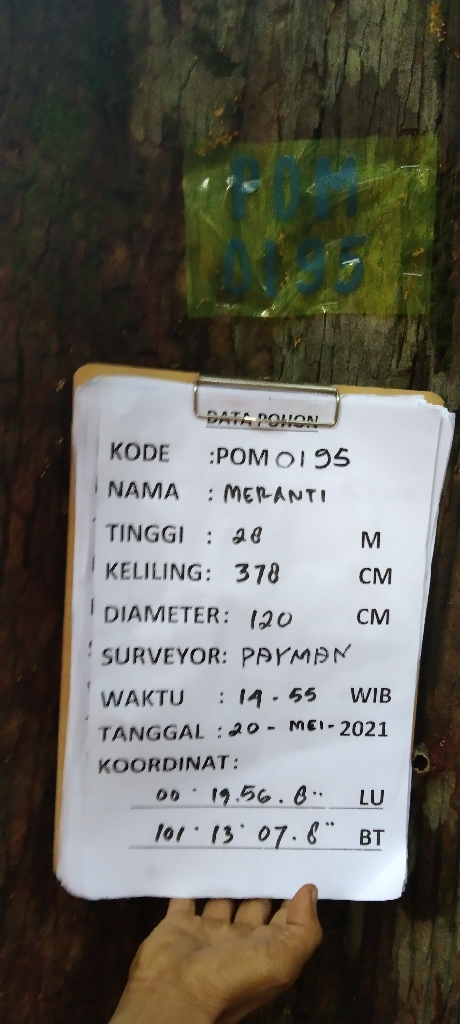 POM
0195
DATA POHON
KODE :POM 0195
NAMA : MERANTI
TINGGI : 28 M
KELILING: 378 CM
DIAMETER: 120 CM
SURVEYOR: PAYMAN
WAKTU : 14 - 55 WIB
TANGGAL : 20 - MEI - 2021
KOORDINAT:
00 ° 19. 56. 8 " LU
101 ° 13 ' 07. 8 " BT